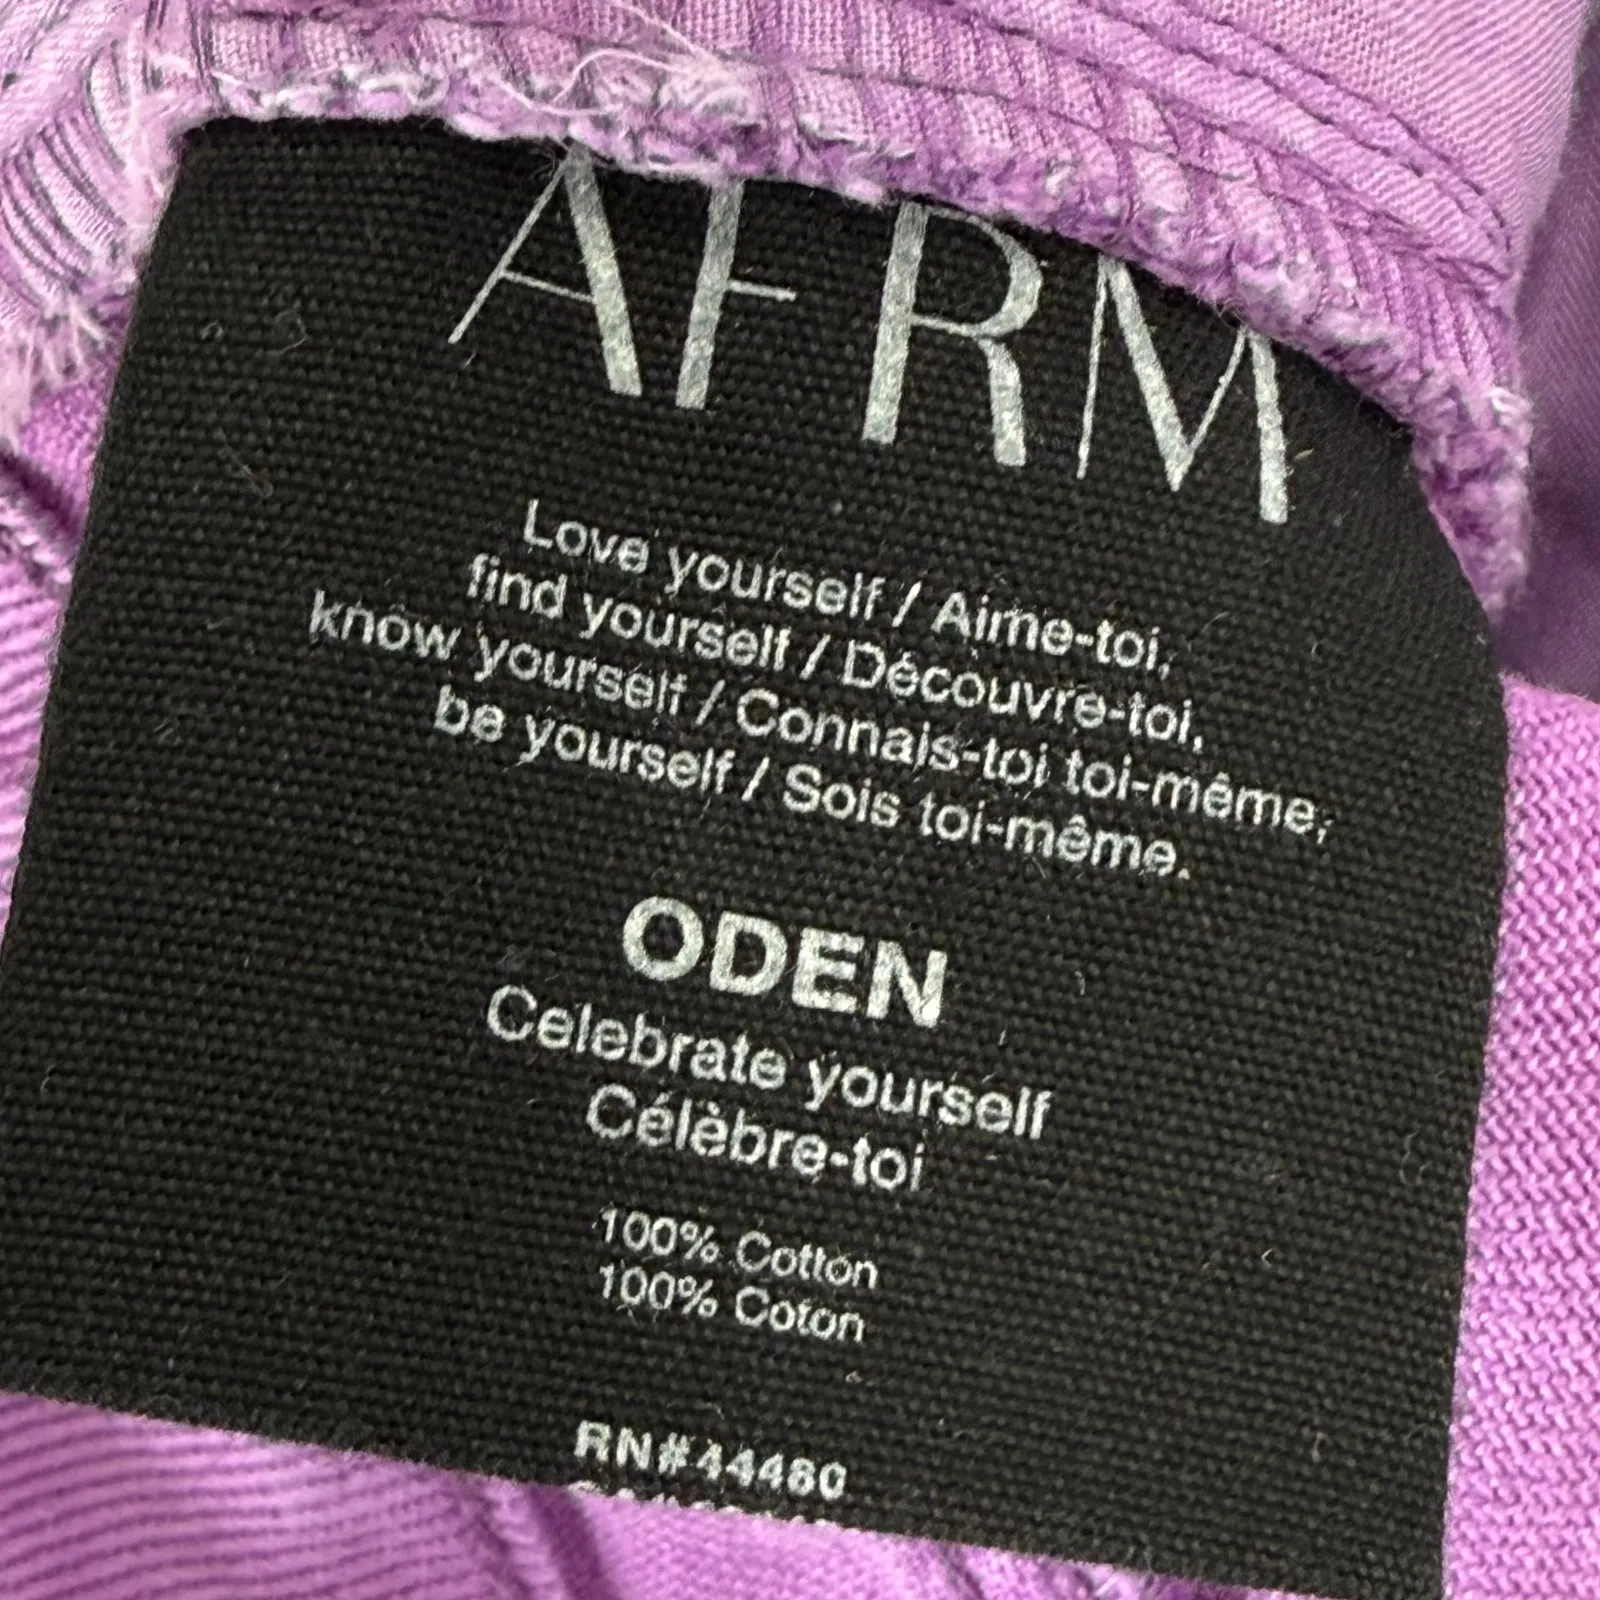 AFRM
Love yourself / Aime-toi,
find yourself / Découvre-toi,
know yourself / Connais-toi toi-même,
be yourself / Sois toi-même.
ODEN
Celebrate yourself
Célèbre-toi
100% Cotton
100% Coton
RN#44480